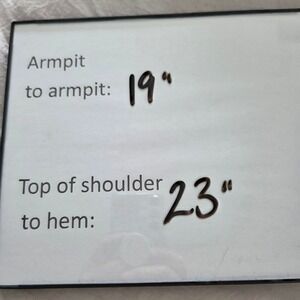 Armpit
to armpit: 19"
Top of shoulder 23"
to hem: